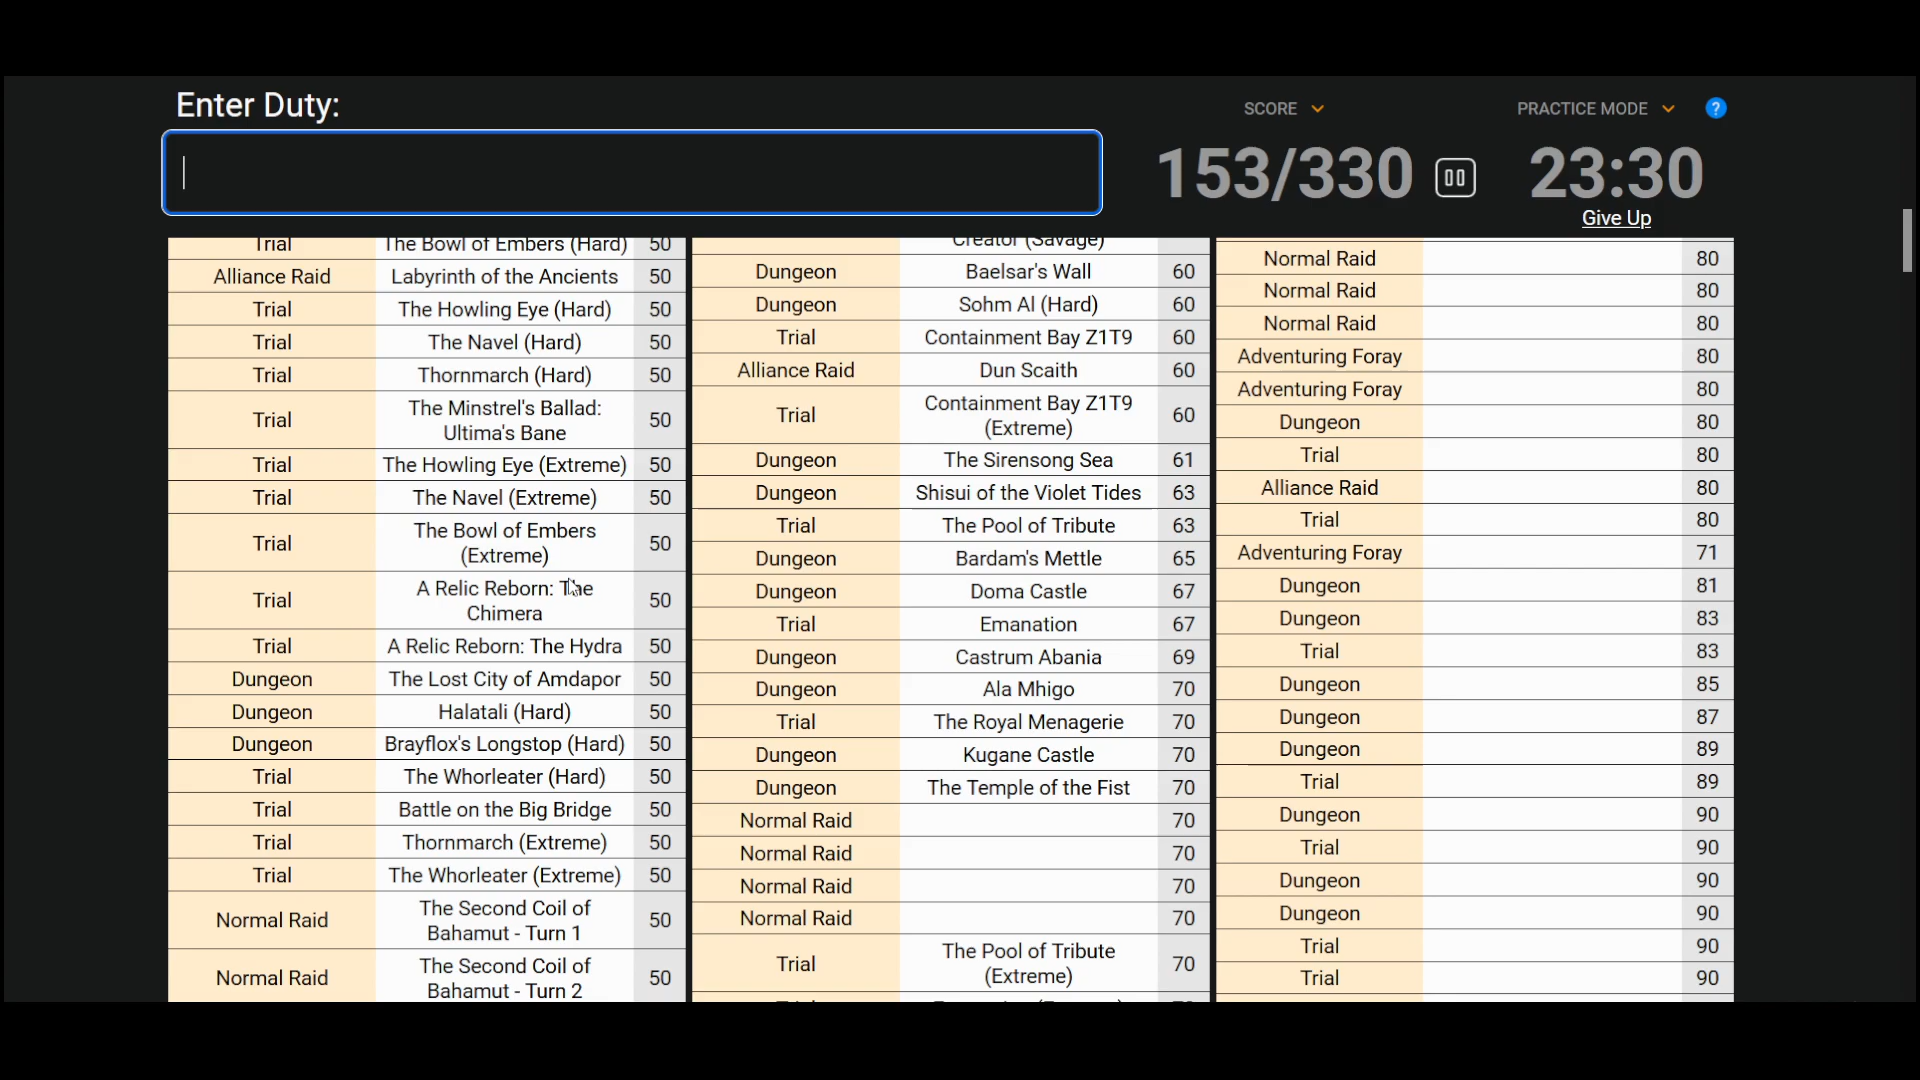 Enter Duty:
SCORE
PRACTICE MODE
?
153/330
23:30
Give Up
Trial The Bowl of Embers (Hard) 50
Alliance Raid Labyrinth of the Ancients 50
Trial The Howling Eye (Hard) 50
Trial The Navel (Hard) 50
Trial Thornmarch (Hard) 50
Trial The Minstrel's Ballad: 50
Ultima's Bane
Trial The Howling Eye (Extreme) 50
Trial The Navel (Extreme) 50
Trial The Bowl of Embers 50
(Extreme)
Trial A Relic Reborn: The 50
Chimera
Trial A Relic Reborn: The Hydra 50
Dungeon The Lost City of Amdapor 50
Dungeon Halatali (Hard) 50
Dungeon Brayflox's Longstop (Hard) 50
Trial The Whorleater (Hard) 50
Trial Battle on the Big Bridge 50
Trial Thornmarch (Extreme) 50
Trial The Whorleater (Extreme) 50
Normal Raid The Second Coil of 50
Bahamut - Turn 1
Normal Raid The Second Coil of 50
Bahamut - Turn 2
Creator (Savage)
Dungeon Baelsar's Wall 60
Dungeon Sohm Al (Hard) 60
Trial Containment Bay Z1T9 60
Alliance Raid Dun Scaith 60
Trial Containment Bay Z1T9 60
(Extreme)
Dungeon The Sirensong Sea 61
Dungeon Shisui of the Violet Tides 63
Trial The Pool of Tribute 63
Dungeon Bardam's Mettle 65
Dungeon Doma Castle 67
Trial Emanation 67
Dungeon Castrum Abania 69
Dungeon Ala Mhigo 70
Trial The Royal Menagerie 70
Dungeon Kugane Castle 70
Dungeon The Temple of the Fist 70
Normal Raid 70
Normal Raid 70
Normal Raid 70
Normal Raid 70
Trial The Pool of Tribute 70
(Extreme)
Normal Raid 80
Normal Raid 80
Normal Raid 80
Adventuring Foray 80
Adventuring Foray 80
Dungeon 80
Trial 80
Alliance Raid 80
Trial 80
Adventuring Foray 71
Dungeon 81
Dungeon 83
Trial 83
Dungeon 85
Dungeon 87
Dungeon 89
Trial 89
Dungeon 90
Trial 90
Dungeon 90
Dungeon 90
Trial 90
Trial 90